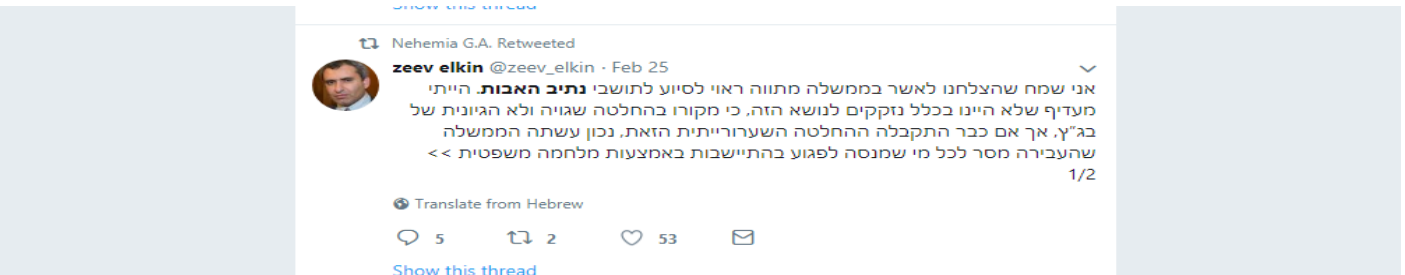 Show this thread
Nehemia G.A. Retweeted
zeev elkin @zeev_elkin · Feb 25
אני שמח שהצלחנו לאשר בממשלה מתווה ראוי לסיוע לתושבי נתיב האבות. הייתי
מעדיף שלא היינו בכלל נזקקים לנושא הזה, כי מקורו בהחלטה שגויה ולא הגיונית של
בג"ץ, אך אם כבר התקבלה ההחלטה השערורייתית הזאת, נכון עשתה הממשלה
שהעבירה מסר לכל מי שמנסה לפגוע בהתיישבות באמצעות מלחמה משפטית >>
1/2
Translate from Hebrew
5 2 53
Show this thread